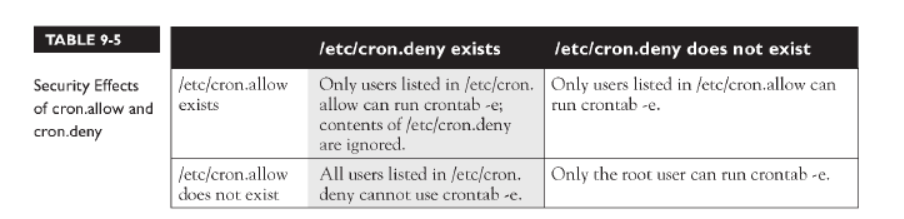 TABLE 9-5
Security Effects
of cron.allow and
cron.deny
/etc/cron.deny exists
/etc/cron.deny does not exist
/etc/cron.allow
exists
Only users listed in /etc/cron.
allow can run crontab -e;
contents of /etc/cron.deny
are ignored.
Only users listed in /etc/cron.allow can
run crontab -e.
/etc/cron.allow
does not exist
All users listed in /etc/cron.
deny cannot use crontab -e.
Only the root user can run crontab -e.